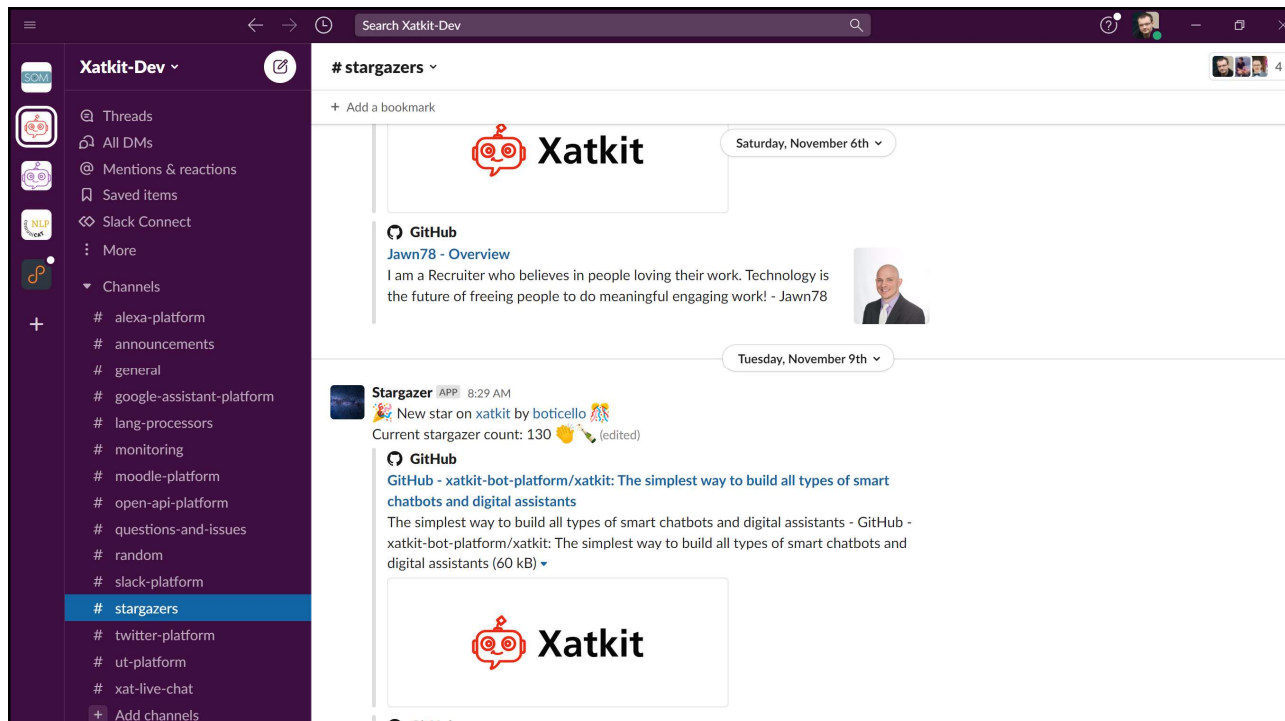 Search Xatkit-Dev
SOM
NLP
CAT
Xatkit-Dev
Threads
All DMs
@ Mentions & reactions
Saved items
Slack Connect
More
Channels
# alexa-platform
# announcements
# general
# google-assistant-platform
# lang-processors
# monitoring
# moodle-platform
# open-api-platform
# questions-and-issues
# random
# slack-platform
# stargazers
# twitter-platform
# ut-platform
# xat-live-chat
+ Add channels
# stargazers
4
+ Add a bookmark
Xatkit
Saturday, November 6th
GitHub
Jawn78 - Overview
I am a Recruiter who believes in people loving their work. Technology is
the future of freeing people to do meaningful engaging work! - Jawn78
Tuesday, November 9th
Stargazer APP 8:29 AM
🎉 New star on xatkit by boticello 🎊
Current stargazer count: 130 👏 🍾 (edited)
GitHub
GitHub - xatkit-bot-platform/xatkit: The simplest way to build all types of smart
chatbots and digital assistants
The simplest way to build all types of smart chatbots and digital assistants - GitHub -
xatkit-bot-platform/xatkit: The simplest way to build all types of smart chatbots and
digital assistants (60 kB)
Xatkit